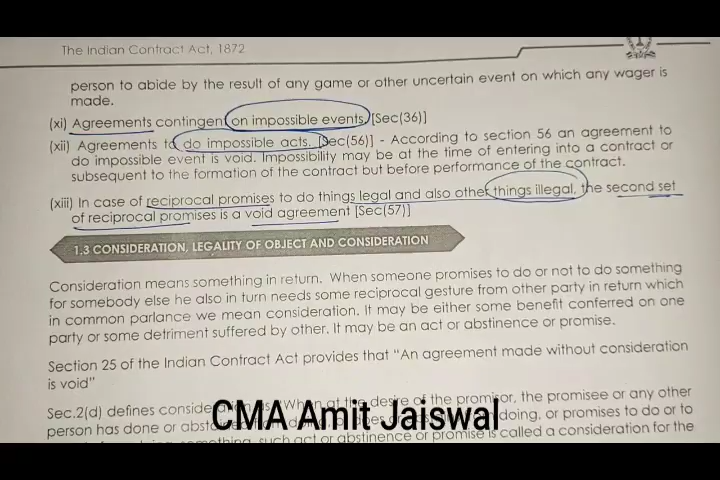 The Indian Contract Act, 1872
person to abide by the result of any game or other uncertain event on which any wager is
made.
(xi) Agreements contingent on impossible events. [Sec(36)]
(xii) Agreements to do impossible acts. [Sec(56)] - According to section 56 an agreement to
do impossible event is void. Impossibility may be at the time of entering into a contract or
subsequent to the formation of the contract but before performance of the contract.
(xiii) In case of reciprocal promises to do things legal and also other things illegal, the second set
of reciprocal promises is a void agreement [Sec(57)]
1.3 CONSIDERATION, LEGALITY OF OBJECT AND CONSIDERATION
Consideration means something in return. When someone promises to do or not to do something
for somebody else he also in turn needs some reciprocal gesture from other party in return which
in common parlance we mean consideration. It may be either some benefit conferred on one
party or some detriment suffered by other. It may be an act or abstinence or promise.
Section 25 of the Indian Contract Act provides that “An agreement made without consideration
is void”
Sec.2(d) defines When at the desire of the promisor, the promisee or any other
person has done or doing, or promises to do or to
CMA Amit Jaiswal
such act or abstinence or promise is called a consideration for the